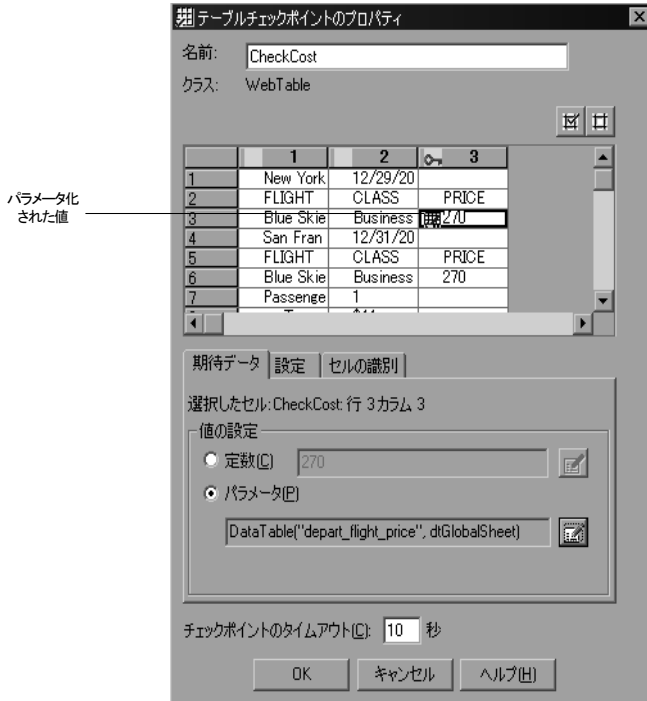 テーブルチェックポイントのプロパティ
名前: CheckCost
クラス: WebTable
パラメータ化
された値
1 2 3
1 New York 12/29/20
2 FLIGHT CLASS PRICE
3 Blue Skie Business 270
4 San Fran 12/31/20
5 FLIGHT CLASS PRICE
6 Blue Skie Business 270
7 Passenge 1
期待データ 設定 セルの識別
選択したセル:CheckCost: 行 3 カラム 3
値の設定
定数(C) 270
パラメータ(P)
DataTable("depart_flight_price", dtGlobalSheet)
チェックポイントのタイムアウト(C): 10 秒
OK キャンセル ヘルプ(H)